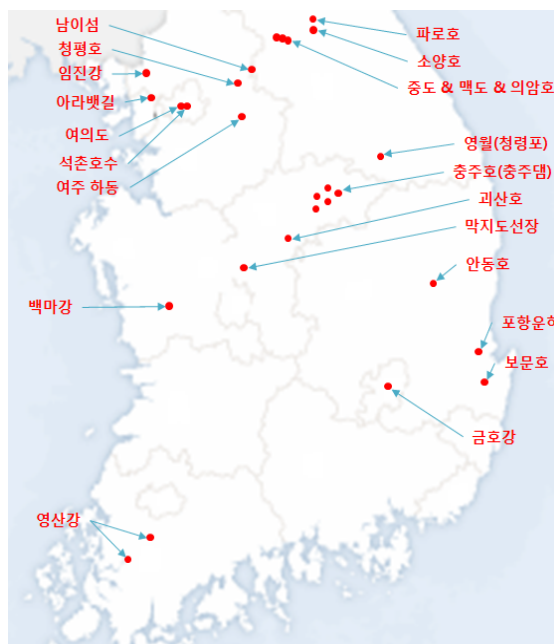 남이섬
청평호
임진강
아라뱃길
여의도
석촌호수
여주 하동
백마강
영산강
파로호
소양호
중도 & 맥도 & 의암호
영월(청령포)
충주호(충주댐)
괴산호
막지도선장
안동호
포항운하
보문호
금호강